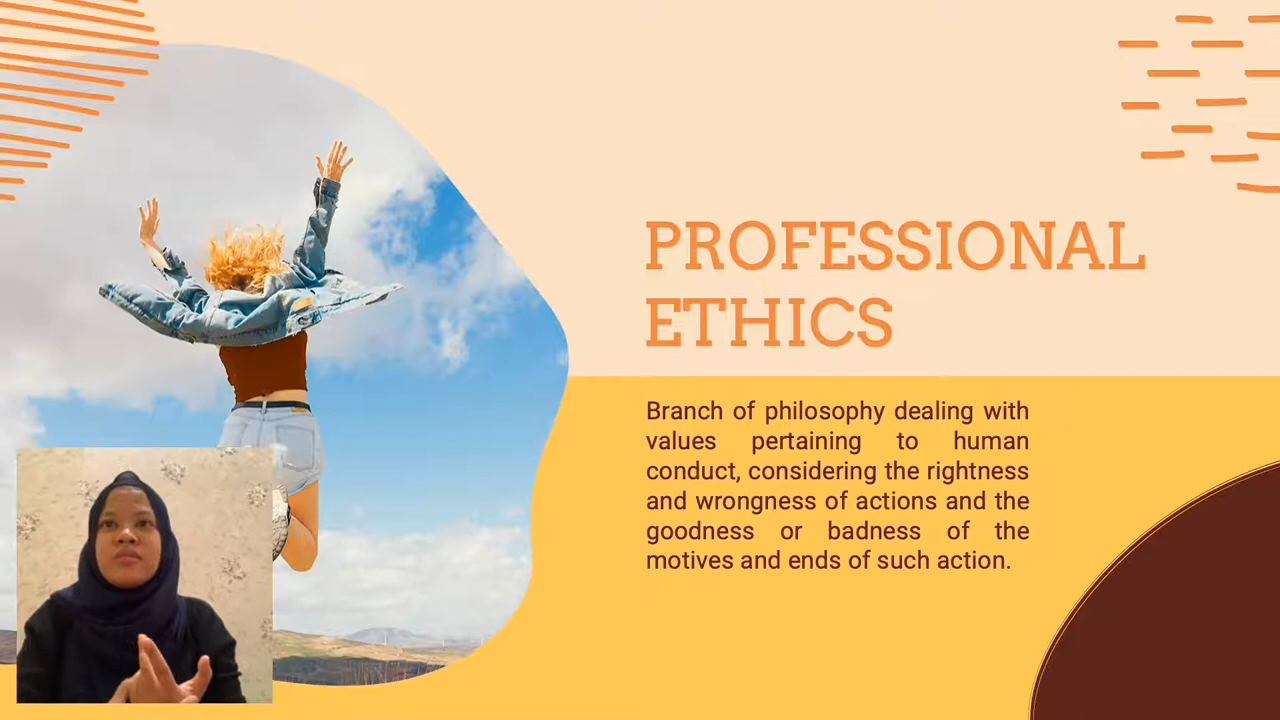 PROFESSIONAL
ETHICS
Branch of philosophy dealing with
values pertaining to human
conduct, considering the rightness
and wrongness of actions and the
goodness or badness of the
motives and ends of such action.